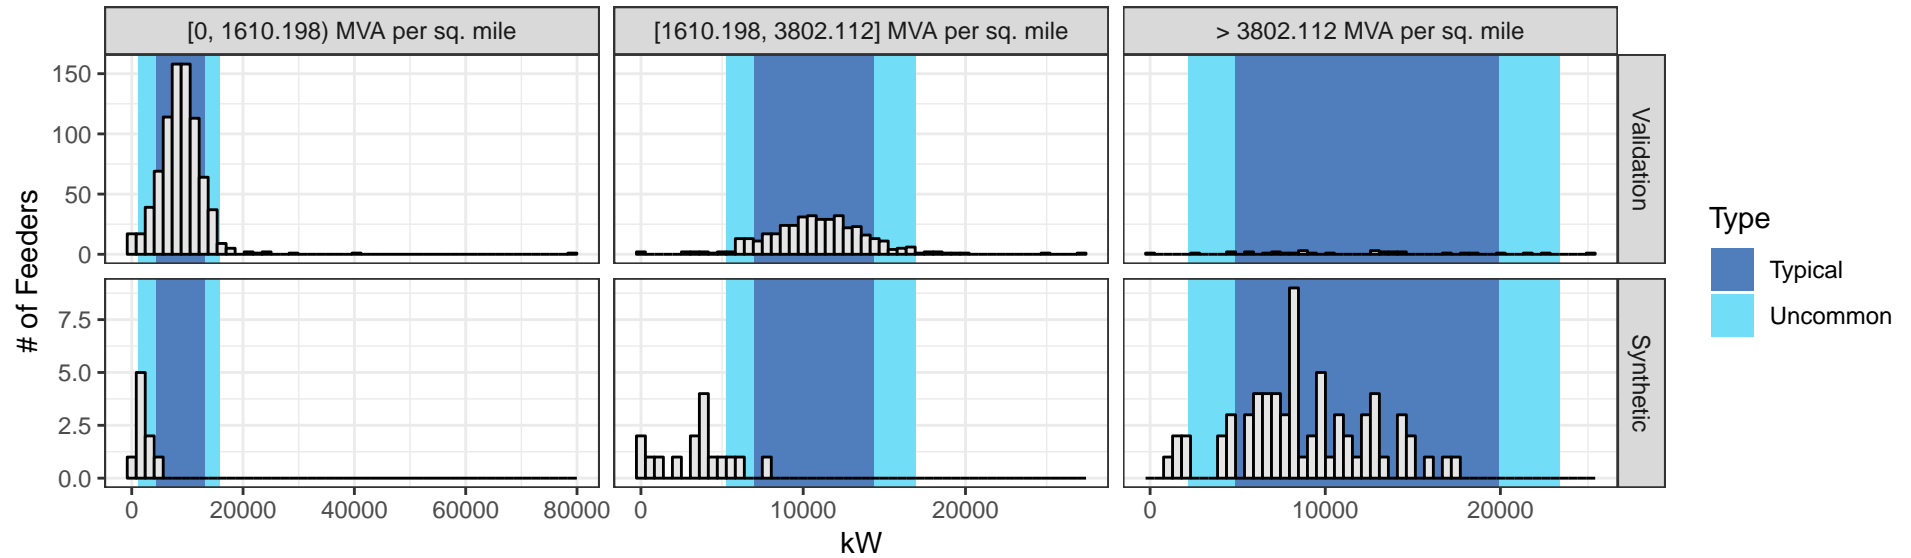 [0, 1610.198) MVA per sq. mile
[1610.198, 3802.112] MVA per sq. mile
> 3802.112 MVA per sq. mile
150
100
50
0
Validation
7.5
5.0
2.5
0.0
Synthetic
# of Feeders
0 20000 40000 60000 80000
0 10000 20000
0 10000 20000
kW
Type
Typical
Uncommon